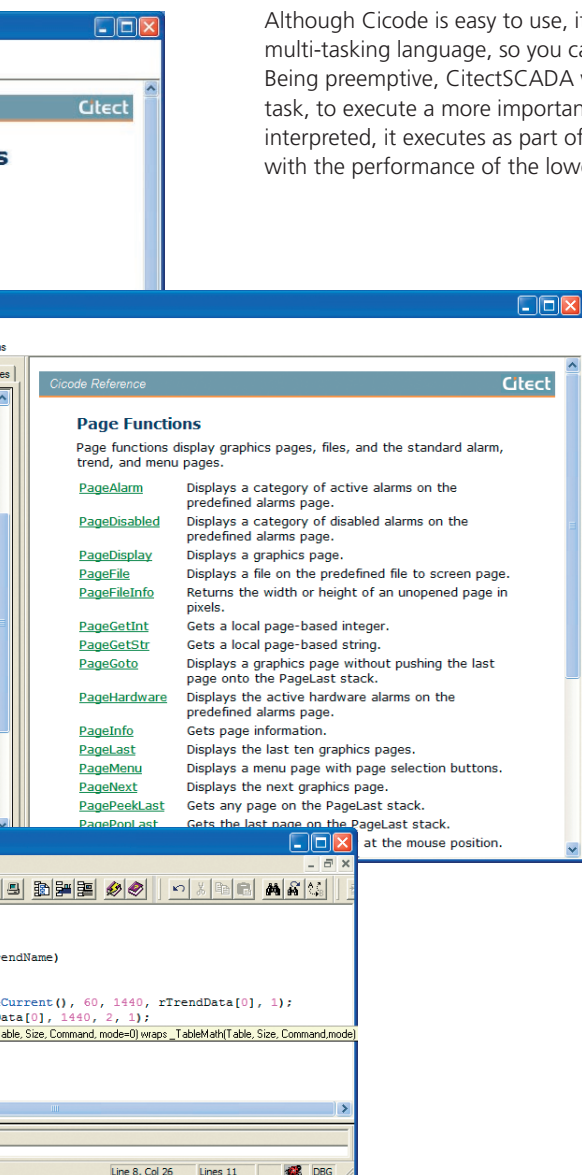 Although Cicode is easy to use, it
multi-tasking language, so you ca
Being preemptive, CitectSCADA w
task, to execute a more importan
interpreted, it executes as part of
with the performance of the lowe
Citect
s
ns
es
Cicode Reference
Citect
Page Functions
Page functions display graphics pages, files, and the standard alarm,
trend, and menu pages.
PageAlarm Displays a category of active alarms on the
predefined alarms page.
PageDisabled Displays a category of disabled alarms on the
predefined alarms page.
PageDisplay Displays a graphics page.
PageFile Displays a file on the predefined file to screen page.
PageFileInfo Returns the width or height of an unopened page in
pixels.
PageGetInt Gets a local page-based integer.
PageGetStr Gets a local page-based string.
PageGoto Displays a graphics page without pushing the last
page onto the PageLast stack.
PageHardware Displays the active hardware alarms on the
predefined alarms page.
PageInfo Gets page information.
PageLast Displays the last ten graphics pages.
PageMenu Displays a menu page with page selection buttons.
PageNext Displays the next graphics page.
PagePeekLast Gets any page on the PageLast stack.
PagePopLast Gets the last page on the PageLast stack.
at the mouse position.
endName)
Current(), 60, 1440, rTrendData[0], 1);
ata[0], 1440, 2, 1);
able, Size, Command, mode=0) wraps _TableMath(Table, Size, Command,mode)
Line 8, Col 26 Lines 11 DBG